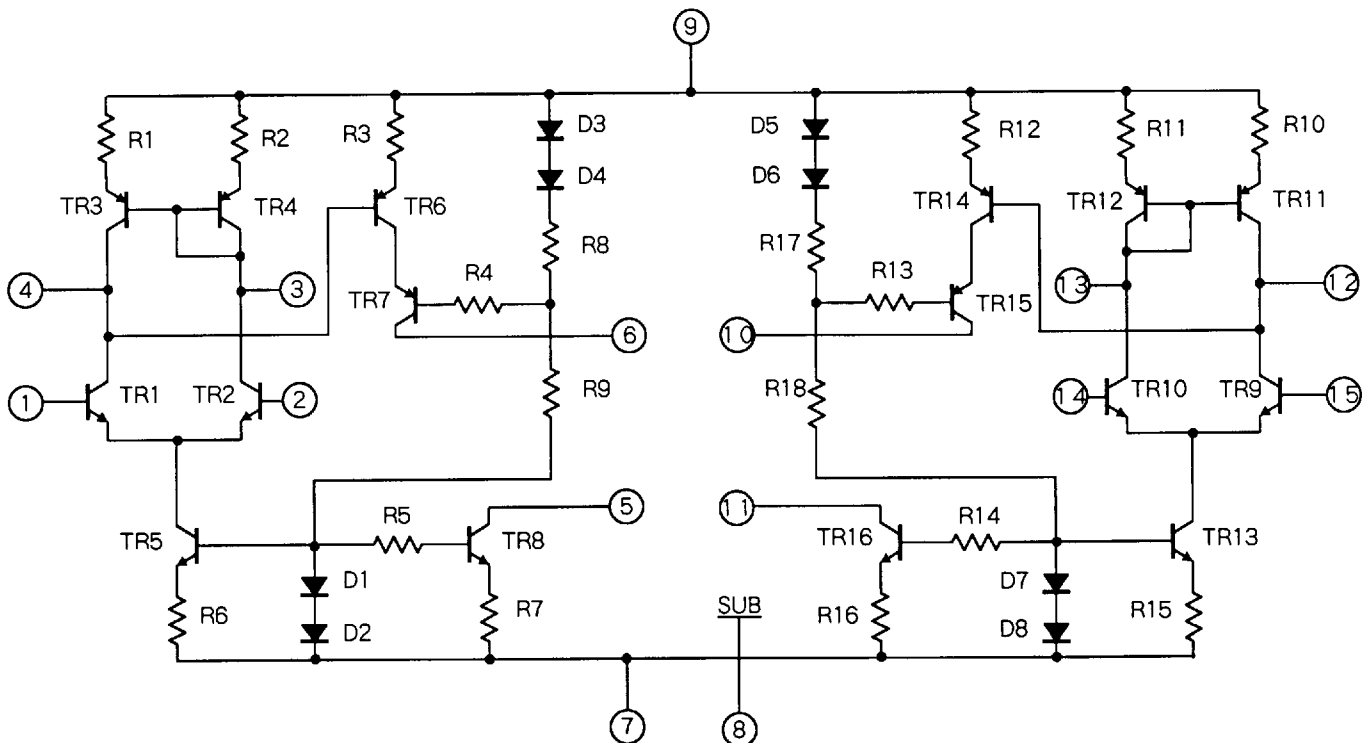 9
R1 R2 R3 D3 D5 R12 R11 R10
D4 D6
TR3 TR4 TR6 TR14 TR12 TR11
R8 R17
R4 R13
4 3 TR7 TR15 13 12
6 10
1 TR1 TR2 2 R9 R18 14 TR10 TR9 15
5 11
TR5 R5 TR8 TR16 R14 TR13
D1 D7
R6 R7 SUB R16 R15
D2 D8
7 8